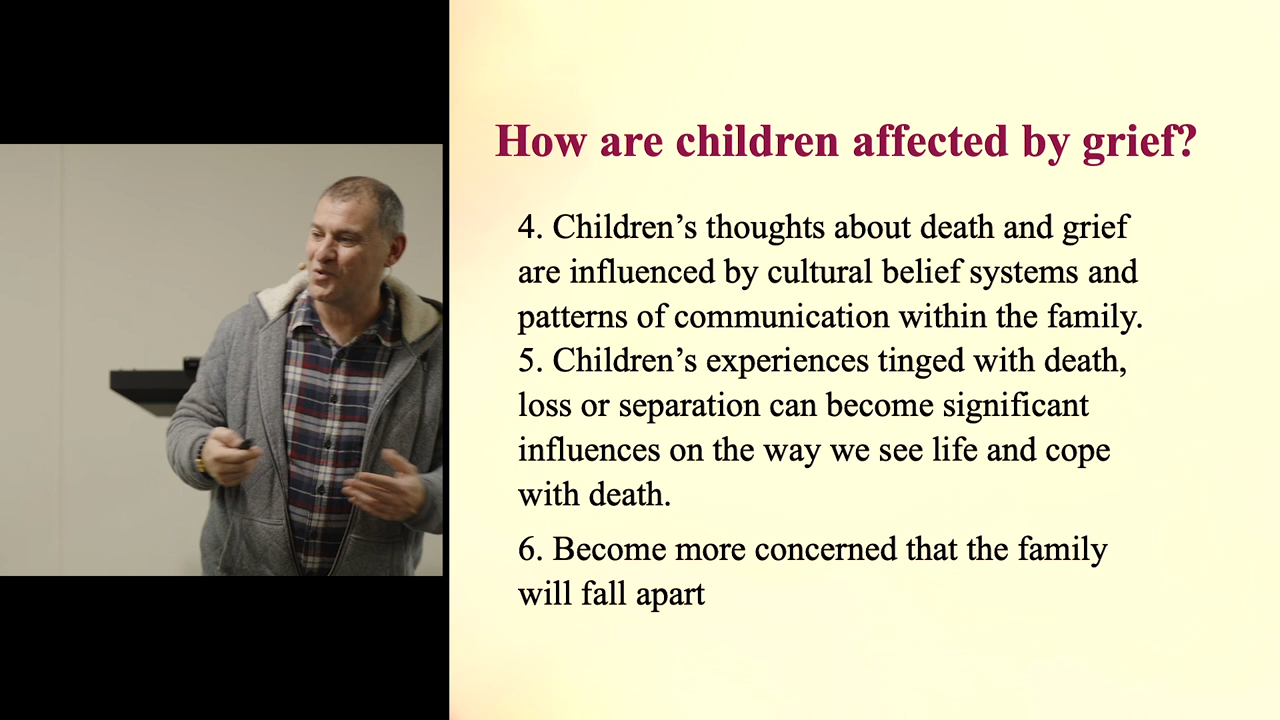 How are children affected by grief?
4. Children’s thoughts about death and grief
are influenced by cultural belief systems and
patterns of communication within the family.
5. Children’s experiences tinged with death,
loss or separation can become significant
influences on the way we see life and cope
with death.
6. Become more concerned that the family
will fall apart